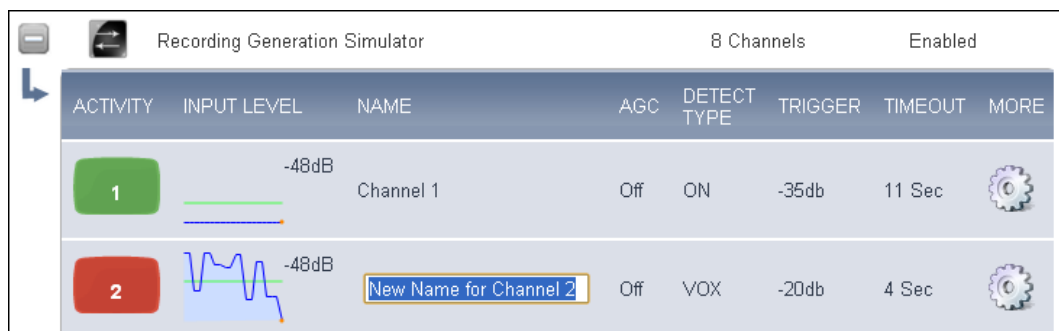 Recording Generation Simulator 8 Channels Enabled
ACTIVITY INPUT LEVEL NAME AGC DETECT TYPE TRIGGER TIMEOUT MORE
1 -48dB Channel 1 Off ON -35db 11 Sec
2 -48dB New Name for Channel 2 Off VOX -20db 4 Sec